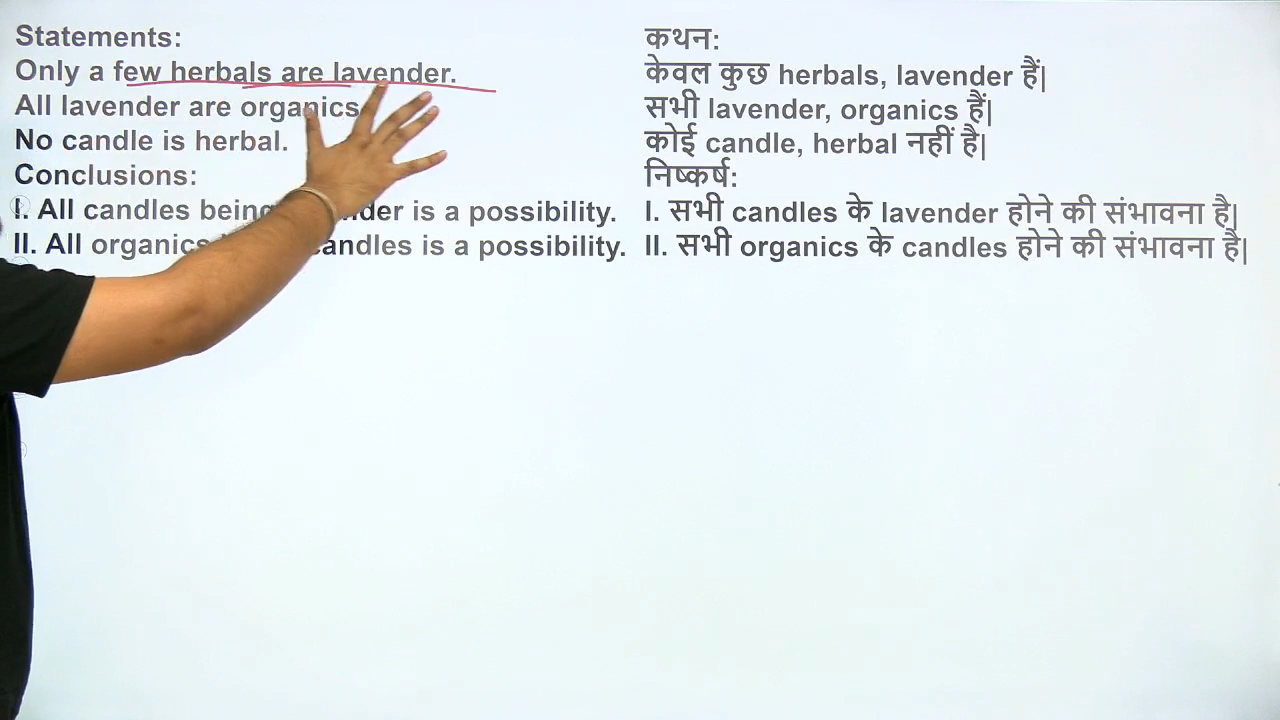 Statements:
Only a few herbals are lavender.
All lavender are organics
No candle is herbal.
Conclusions:
I. All candles being is a possibility.
II. All organics candles is a possibility.
कथन:
केवल कुछ herbals, lavender हैं|
सभी lavender, organics हैं|
कोई candle, herbal नहीं है|
निष्कर्ष:
I. सभी candles के lavender होने की संभावना है|
II. सभी organics के candles होने की संभावना है|